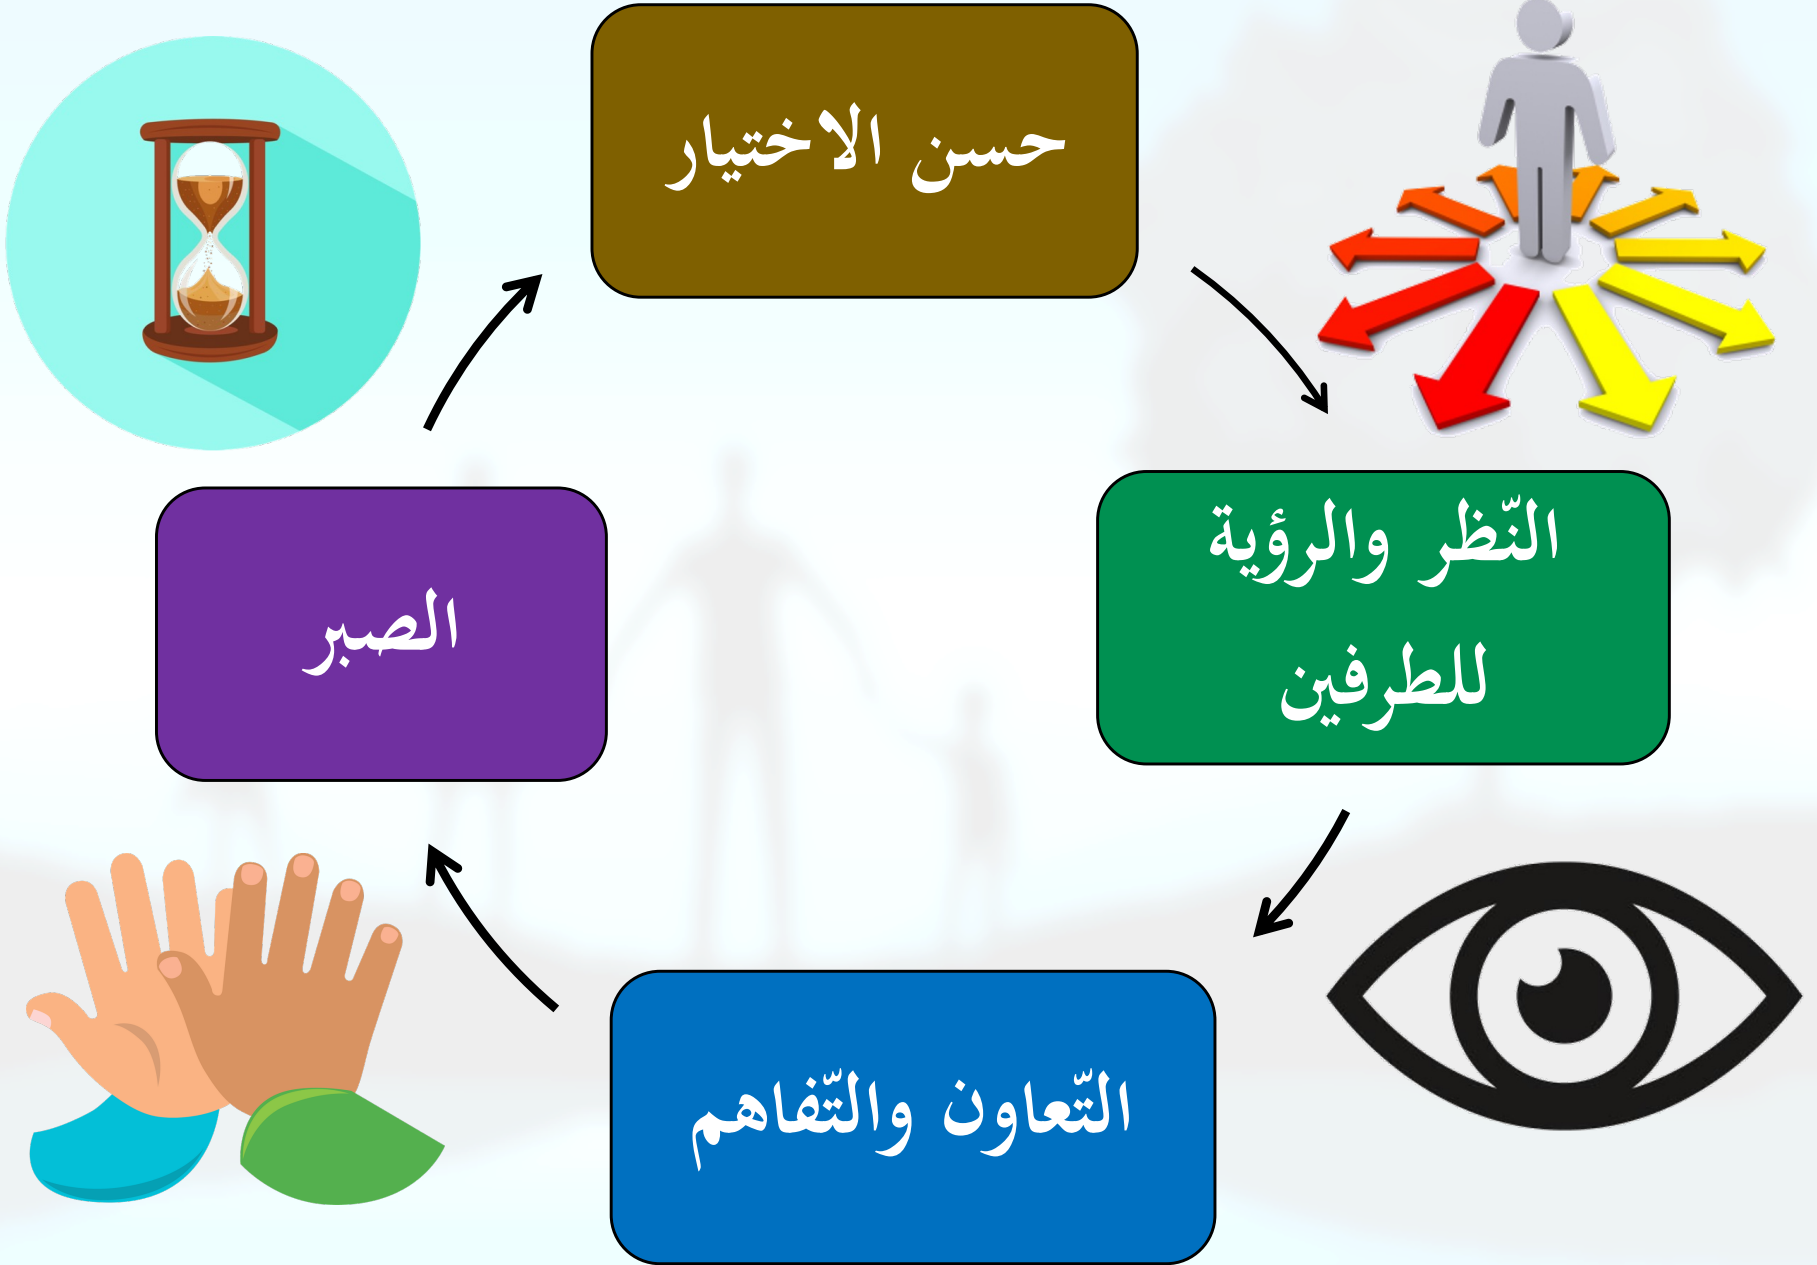 حسن الاختيار
النّظر والرؤية
للطرفين
التّعاون والتّفاهم
الصبر